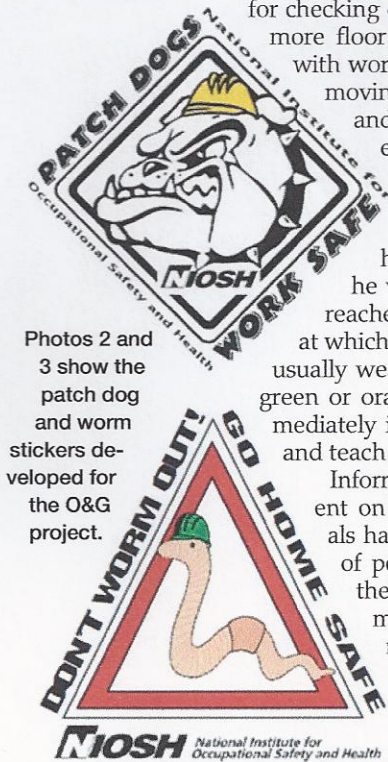 PATCH DOGS
National Institute for
Occupational Safety and Health
NIOSH
WORK SAFE
Photos 2 and
3 show the
patch dog
and worm
stickers de-
veloped for
the O&G
project.
DON'T WORM OUT!
GO HOME SAFE
NIOSH National Institute for
Occupational Safety and Health
for checking
more floor
with wor
movin
and
e
h
he w
reache
at which
usually wea
green or ora
mediately i
and teach
Inform
ent on
als ha
of pe
the
m